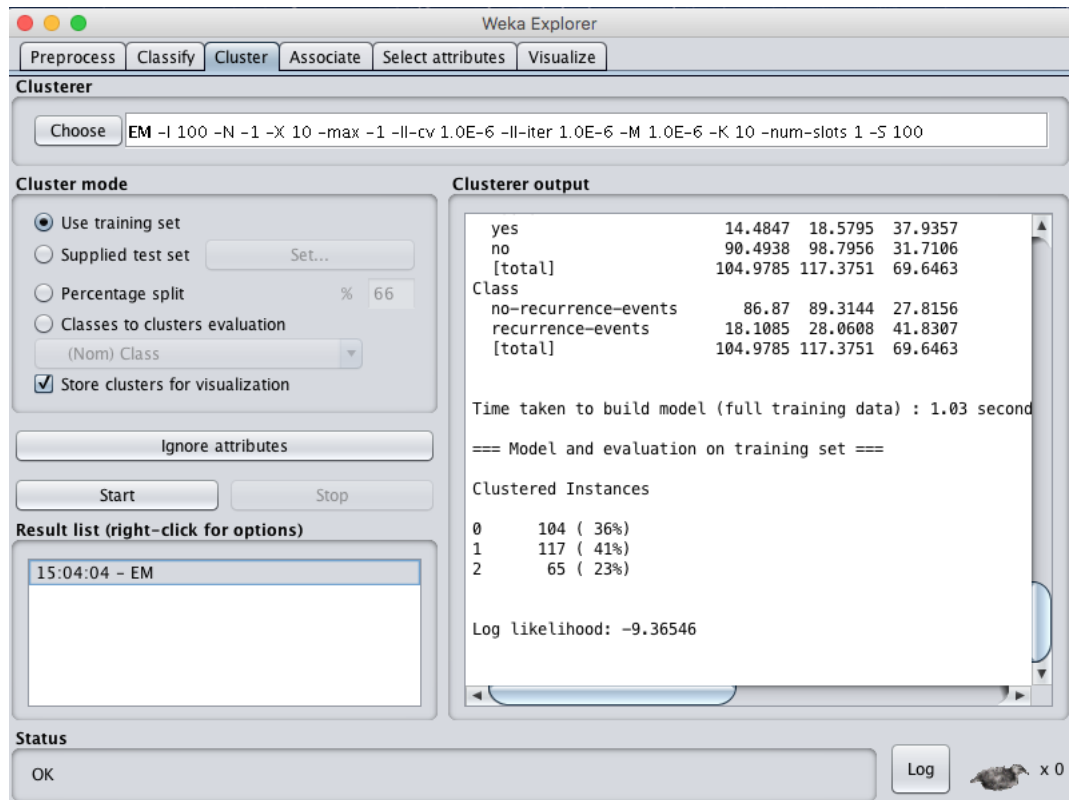 Weka Explorer
Preprocess Classify Cluster Associate Select attributes Visualize
Clusterer
Choose EM -I 100 -N -1 -X 10 -max -1 -ll-cv 1.0E-6 -ll-iter 1.0E-6 -M 1.0E-6 -K 10 -num-slots 1 -S 100
Cluster mode
Use training set
Supplied test set Set...
Percentage split % 66
Classes to clusters evaluation
(Nom) Class
Store clusters for visualization
Ignore attributes
Start Stop
Result list (right-click for options)
15:04:04 - EM
Clusterer output
yes 14.4847 18.5795 37.9357
no 90.4938 98.7956 31.7106
[total] 104.9785 117.3751 69.6463
Class
no-recurrence-events 86.87 89.3144 27.8156
recurrence-events 18.1085 28.0608 41.8307
[total] 104.9785 117.3751 69.6463
Time taken to build model (full training data) : 1.03 second
=== Model and evaluation on training set ===
Clustered Instances
0 104 ( 36%)
1 117 ( 41%)
2 65 ( 23%)
Log likelihood: -9.36546
Status
OK
Log x 0